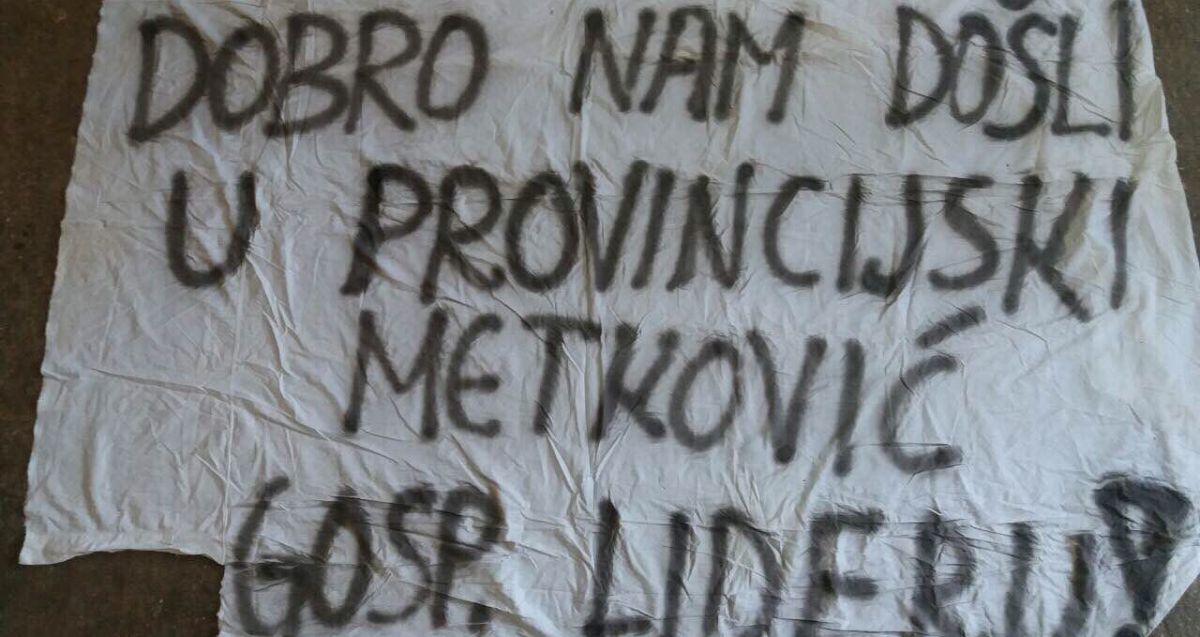 DOBRO NAM DOŠLI
U PROVINCIJSKI
METKOVIĆ
GOSP. LIDERU